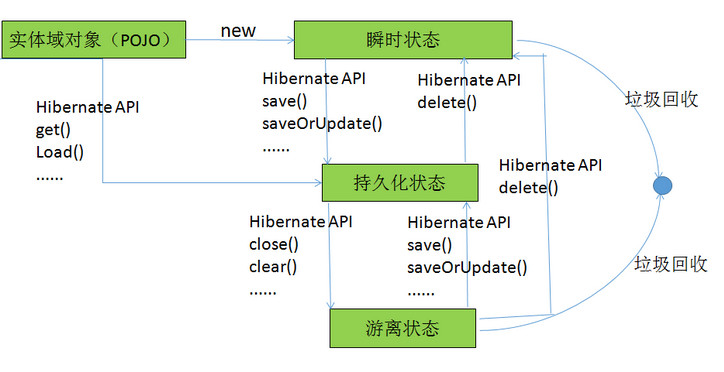 实体域对象（POJO）
new
瞬时状态
Hibernate API
get()
Load()
......
Hibernate API
save()
saveOrUpdate()
......
Hibernate API
delete()
垃圾回收
持久化状态
Hibernate API
delete()
Hibernate API
close()
clear()
......
Hibernate API
save()
saveOrUpdate()
......
垃圾回收
游离状态